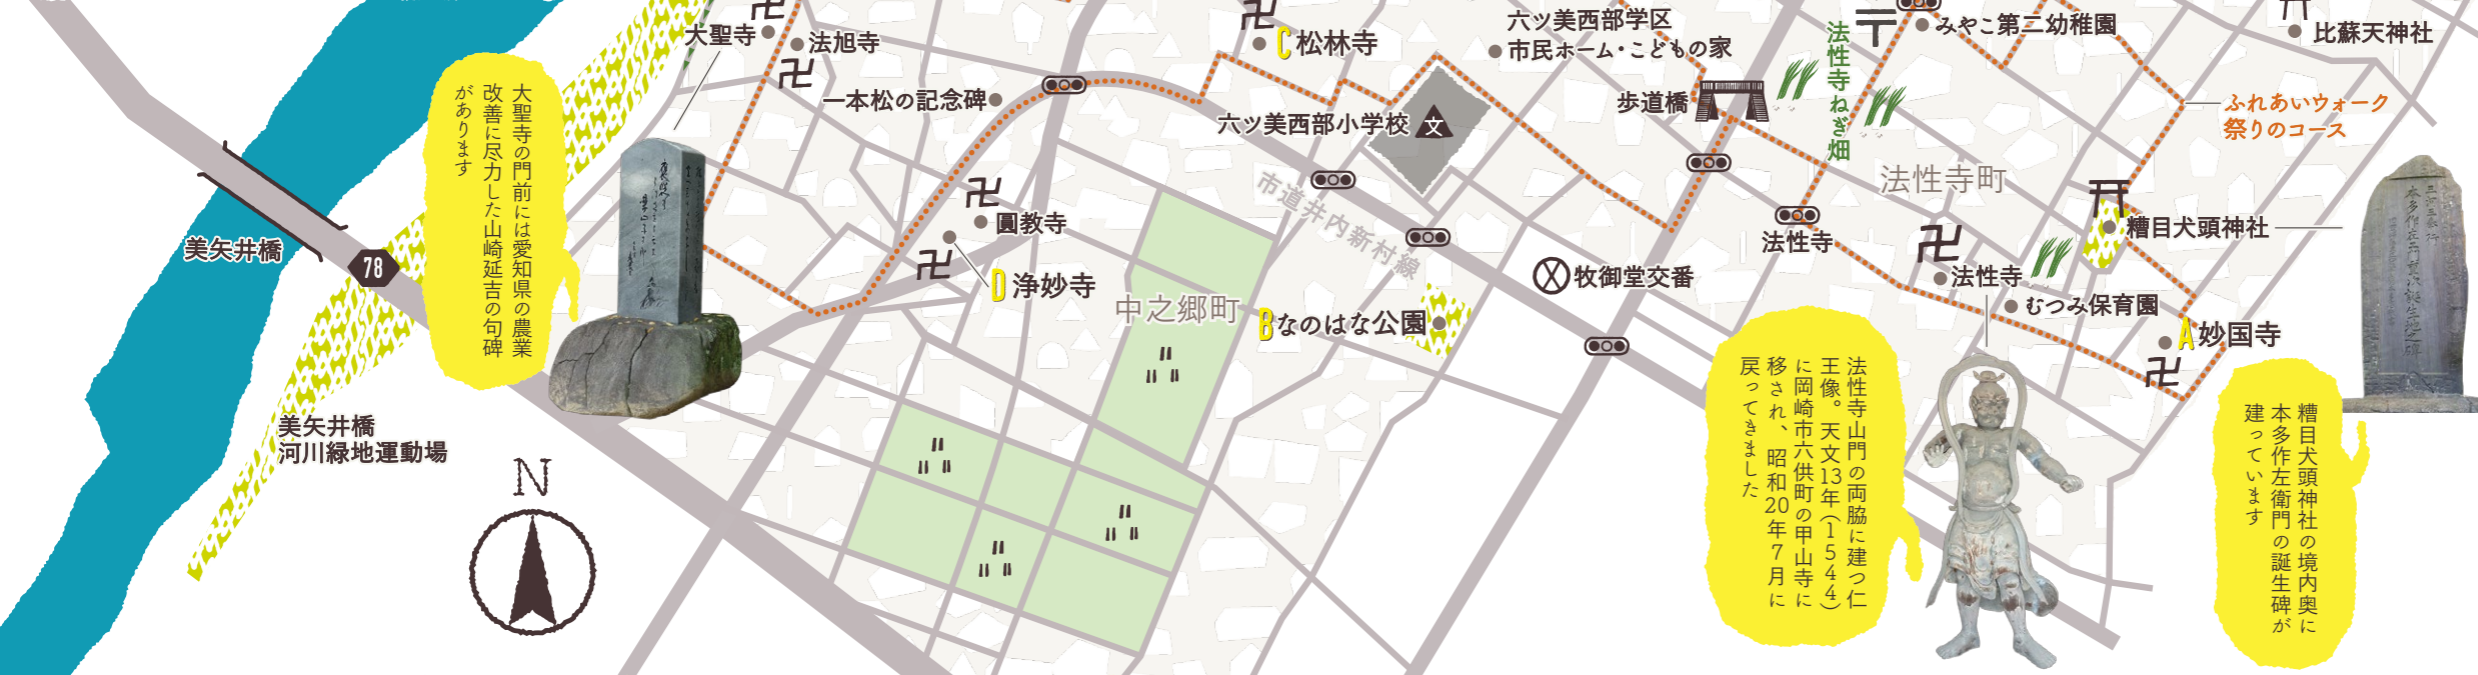 大聖寺
法旭寺
一本松の記念碑
C 松林寺
六ツ美西部学区
市民ホーム・こどもの家
六ツ美西部小学校
文
歩道橋
法性寺ねぎ畑
みやこ第二幼稚園
比蘇天神社
ふれあいウォーク
祭りのコース
法性寺町
糟目犬頭神社
法性寺
法性寺
むつみ保育園
A 妙国寺
牧御堂交番
市道井内新村線
B なのはな公園
中之郷町
圓教寺
D 浄妙寺
美矢井橋
78
美矢井橋
河川緑地運動場
N
大聖寺の門前には愛知県の農業
改善に尽力した山崎延吉の句碑
があります
法性寺山門の両脇に建つ仁
王像。天文13年(1544)
に岡崎市六供町の甲山寺に
移され、昭和20年7月に
戻ってきました
糟目犬頭神社の境内奥に
本多作左衛門の誕生碑が
建っています